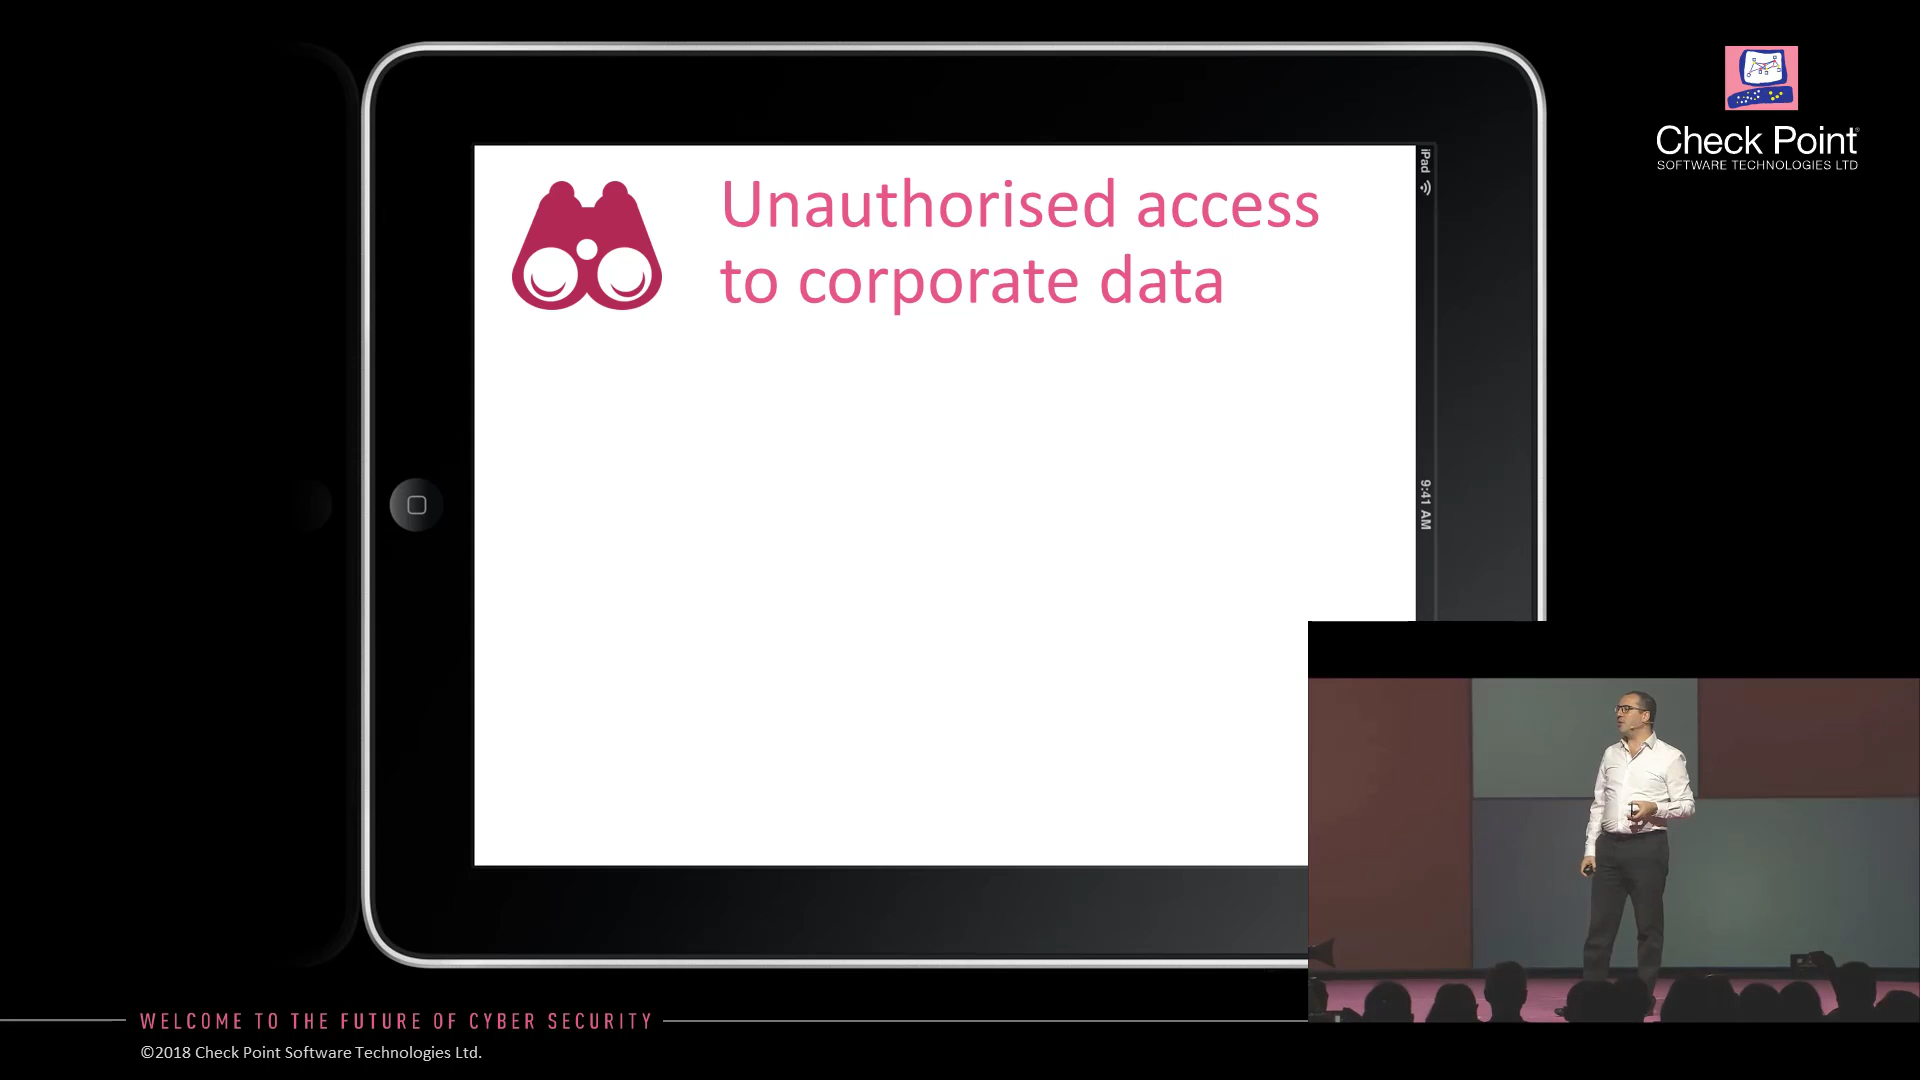 Unauthorised access
to corporate data
iPad
9:41 AM
Check Point
SOFTWARE TECHNOLOGIES LTD
WELCOME TO THE FUTURE OF CYBER SECURITY
©2018 Check Point Software Technologies Ltd.